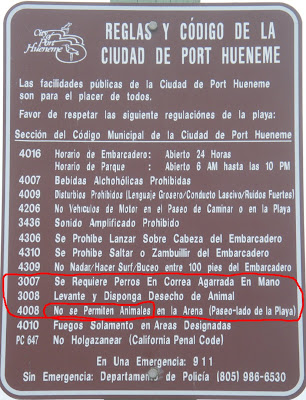 City of
Port
Hueneme
REGLAS Y CÓDIGO DE LA
CIUDAD DE PORT HUENEME
Las facilidades públicas de la Ciudad de Port Hueneme
son para el placer de todos.
Favor de respetar las siguiente regulaciónes de la playa:
Sección del Código Municipal de la Ciudad de Port Hueneme
4016 Horario de Embarcadero: Abierto 24 Horas
Horario de Parque : Abierto 6 AM hasta las 10 PM
4007 Bebidas Alchohólicas Prohibidas
4009 Disturbios Prohibidos (Lenguage Grosero/Conducto Lascivo/Ruidos Fuertes)
4206 No Vehículos de Motor en el Paseo de Caminar o en la Playa
3436 Sonido Amplificado Prohibido
4306 Se Prohibe Lanzar Sobre Cabeza del Embarcadero
4310 Se Prohibe Saltar o Zambuillir del Embarcadero
4309 No Nadar/Hacer Surf/Buceo entre 100 pies del Embarcadero
3007 Se Requiere Perros En Correa Agarrada En Mano
3008 Levante y Disponga Desecho de Animal
4008 No se Permiten Animales en la Arena (Paseo-lado de la Playa)
4010 Fuegos Solamento en Areas Designadas
PC 647 No Holgazanear (California Penal Code)
En Una Emergencia: 911
Sin Emergencia: Departamento de Policía (805) 986-6530